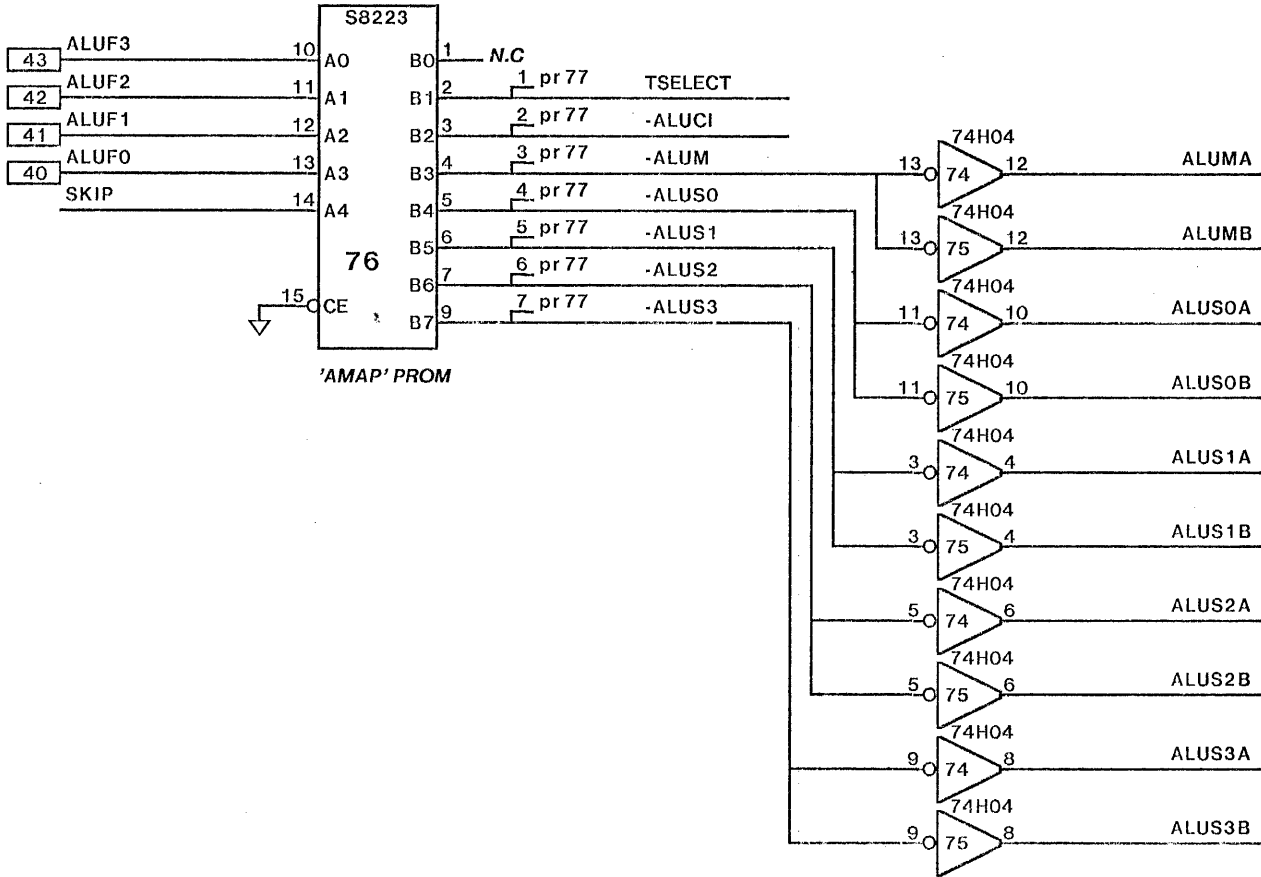 S8223
43 ALUF3 10 A0 B0 1 N.C
42 ALUF2 11 A1 B1 2 1 pr 77 TSELECT
41 ALUF1 12 A2 B2 3 2 pr 77 -ALUCI
40 ALUF0 13 A3 B3 4 3 pr 77 -ALUM
SKIP 14 A4 B4 5 4 pr 77 -ALUS0
B5 6 5 pr 77 -ALUS1
76
B6 7 6 pr 77 -ALUS2
15 CE
B7 9 7 pr 77 -ALUS3
'AMAP' PROM
74H04
13 74 12 ALUMA
74H04
13 75 12 ALUMB
74H04
11 74 10 ALUS0A
74H04
11 75 10 ALUS0B
74H04
3 74 4 ALUS1A
74H04
3 75 4 ALUS1B
74H04
5 74 6 ALUS2A
74H04
5 75 6 ALUS2B
74H04
9 74 8 ALUS3A
74H04
9 75 8 ALUS3B